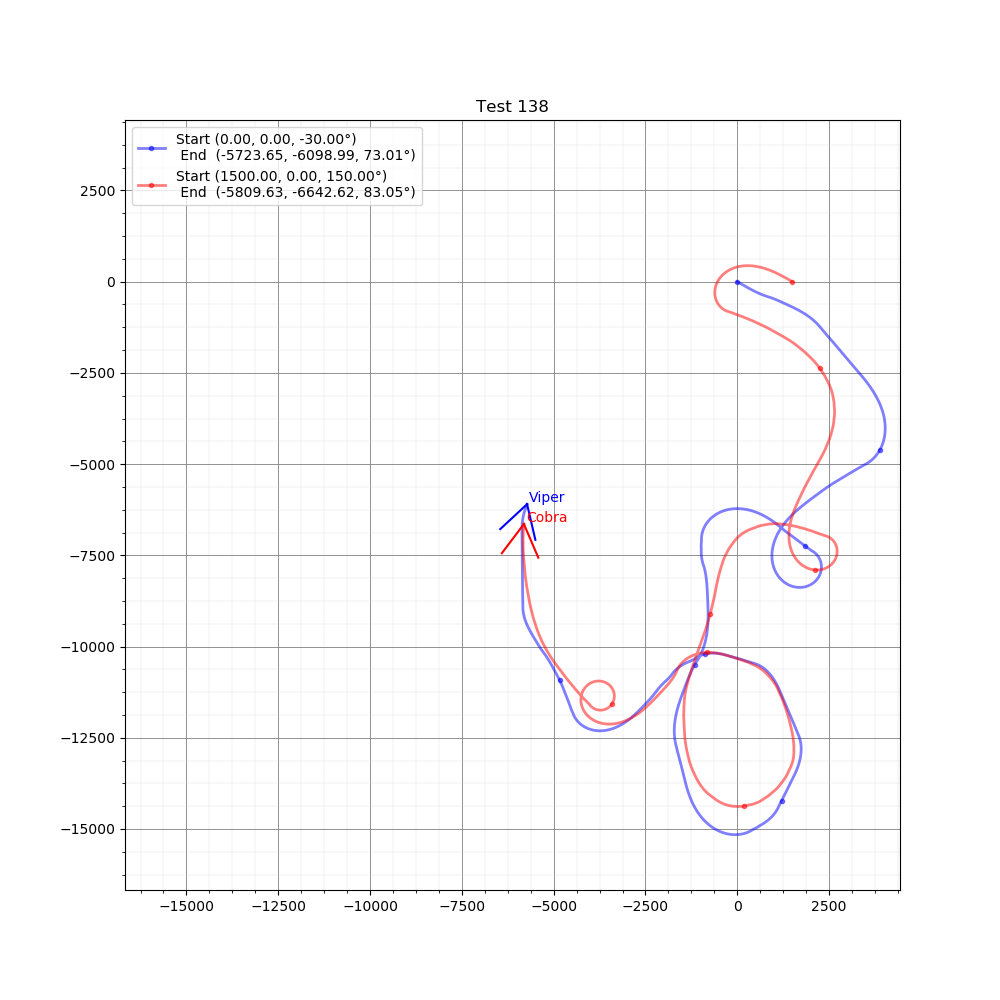 Test 138
Start (0.00, 0.00, -30.00°)
End (-5723.65, -6098.99, 73.01°)
Start (1500.00, 0.00, 150.00°)
End (-5809.63, -6642.62, 83.05°)
2500
0
−2500
−5000
−7500
−10000
−12500
−15000
Viper
Cobra
−15000 −12500 −10000 −7500 −5000 −2500 0 2500